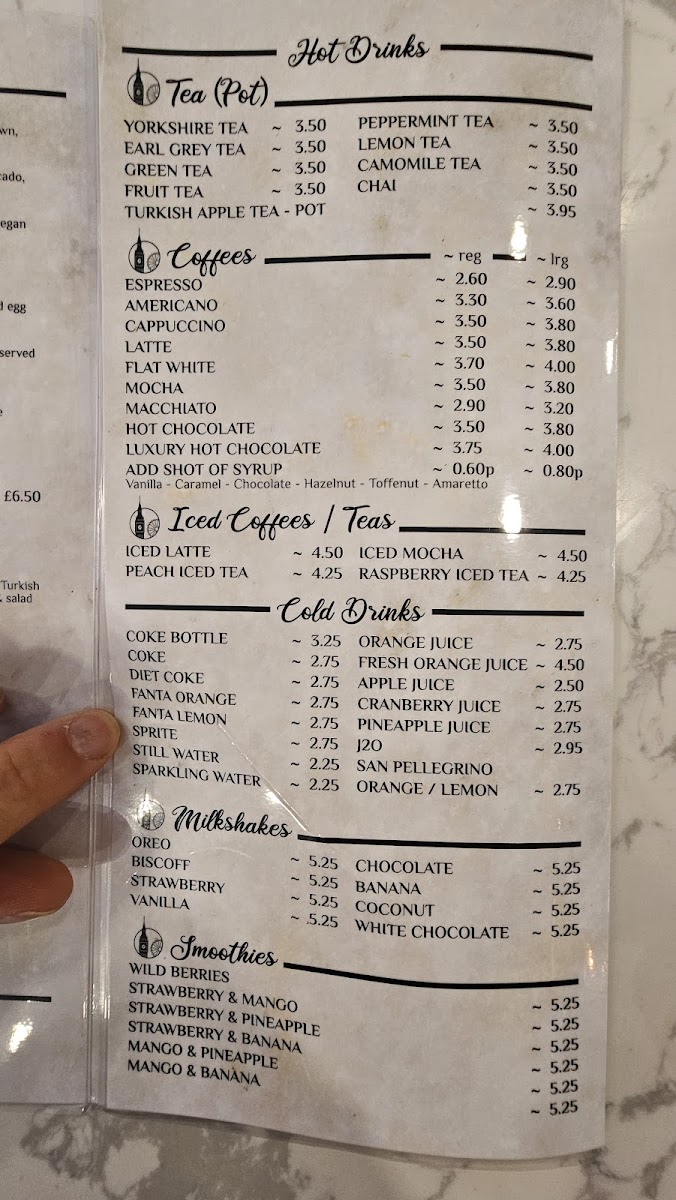 wn,
cado,
egan
d egg
served
e
£6.50
Turkish
& salad
Hot Drinks
Tea (Pot)
YORKSHIRE TEA ~ 3.50 PEPPERMINT TEA ~ 3.50
EARL GREY TEA ~ 3.50 LEMON TEA ~ 3.50
GREEN TEA ~ 3.50 CAMOMILE TEA ~ 3.50
FRUIT TEA ~ 3.50 CHAI ~ 3.50
TURKISH APPLE TEA - POT ~ 3.95
Coffees ~ reg ~ lrg
ESPRESSO ~ 2.60 ~ 2.90
AMERICANO ~ 3.30 ~ 3.60
CAPPUCCINO ~ 3.50 ~ 3.80
LATTE ~ 3.50 ~ 3.80
FLAT WHITE ~ 3.70 ~ 4.00
MOCHA ~ 3.50 ~ 3.80
MACCHIATO ~ 2.90 ~ 3.20
HOT CHOCOLATE ~ 3.50 ~ 3.80
LUXURY HOT CHOCOLATE ~ 3.75 ~ 4.00
ADD SHOT OF SYRUP ~ 0.60p ~ 0.80p
Vanilla - Caramel - Chocolate - Hazelnut - Toffenut - Amaretto
Iced Coffees / Teas
ICED LATTE ~ 4.50 ICED MOCHA ~ 4.50
PEACH ICED TEA ~ 4.25 RASPBERRY ICED TEA ~ 4.25
Cold Drinks
COKE BOTTLE ~ 3.25 ORANGE JUICE ~ 2.75
COKE ~ 2.75 FRESH ORANGE JUICE ~ 4.50
DIET COKE ~ 2.75 APPLE JUICE ~ 2.50
FANTA ORANGE ~ 2.75 CRANBERRY JUICE ~ 2.75
FANTA LEMON ~ 2.75 PINEAPPLE JUICE ~ 2.75
SPRITE ~ 2.75 J2O ~ 2.95
STILL WATER ~ 2.25 SAN PELLEGRINO
SPARKLING WATER ~ 2.25 ORANGE / LEMON ~ 2.75
Milkshakes
OREO ~ 5.25 CHOCOLATE ~ 5.25
BISCOFF ~ 5.25 BANANA ~ 5.25
STRAWBERRY ~ 5.25 COCONUT ~ 5.25
VANILLA ~ 5.25 WHITE CHOCOLATE ~ 5.25
Smoothies
WILD BERRIES ~ 5.25
STRAWBERRY & MANGO ~ 5.25
STRAWBERRY & PINEAPPLE ~ 5.25
STRAWBERRY & BANANA ~ 5.25
MANGO & PINEAPPLE ~ 5.25
MANGO & BANANA ~ 5.25